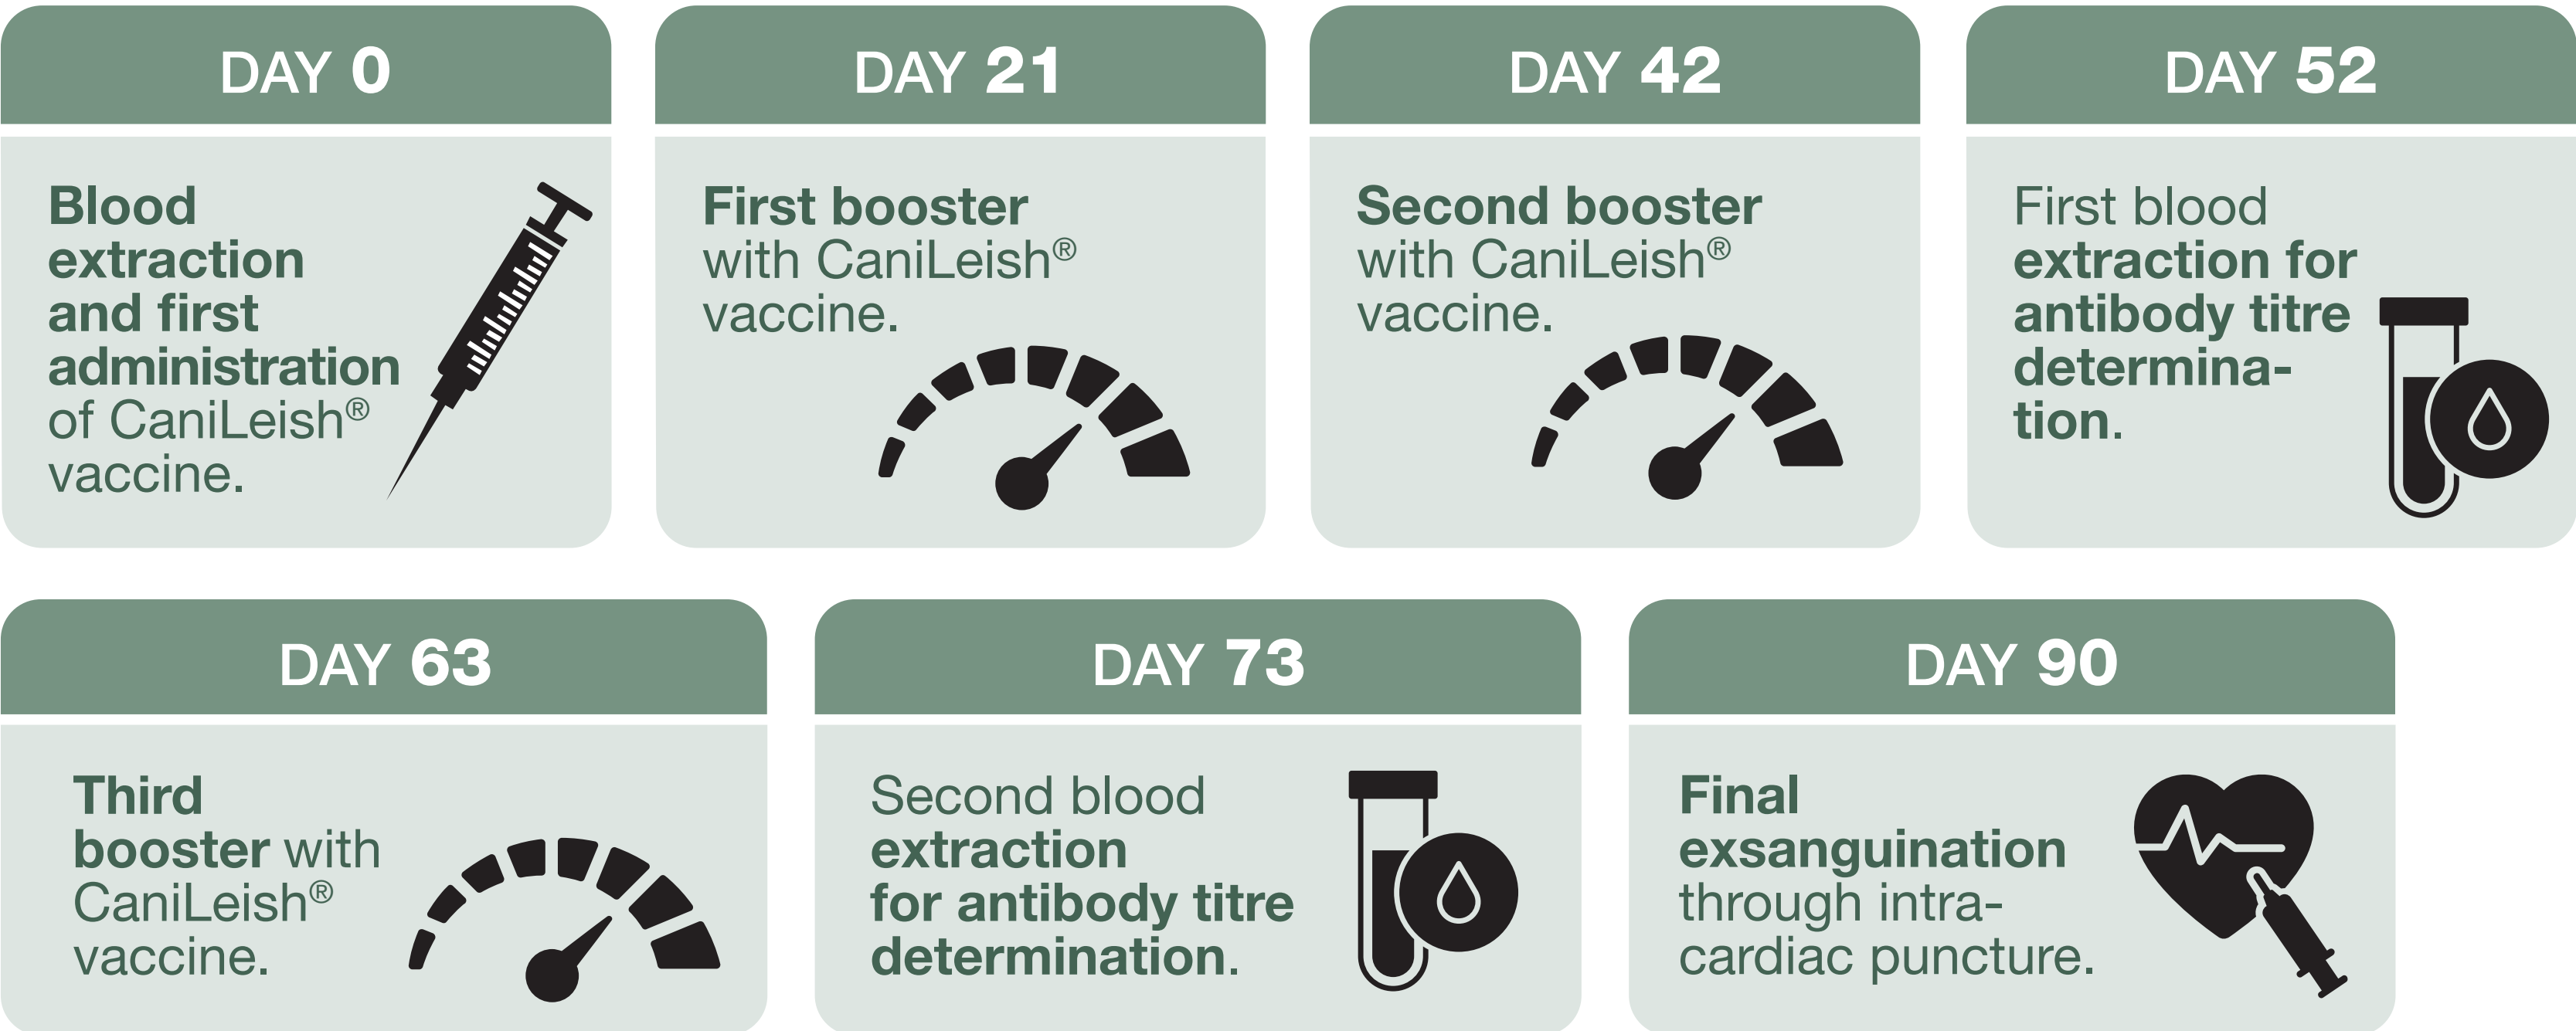 DAY 0
Blood
extraction
and first
administration
of CaniLeish®
vaccine.
DAY 21
First booster
with CaniLeish®
vaccine.
DAY 42
Second booster
with CaniLeish®
vaccine.
DAY 52
First blood
extraction for
antibody titre
determina-
tion.
DAY 63
Third
booster with
CaniLeish®
vaccine.
DAY 73
Second blood
extraction
for antibody titre
determination.
DAY 90
Final
exsanguination
through intra-
cardiac puncture.